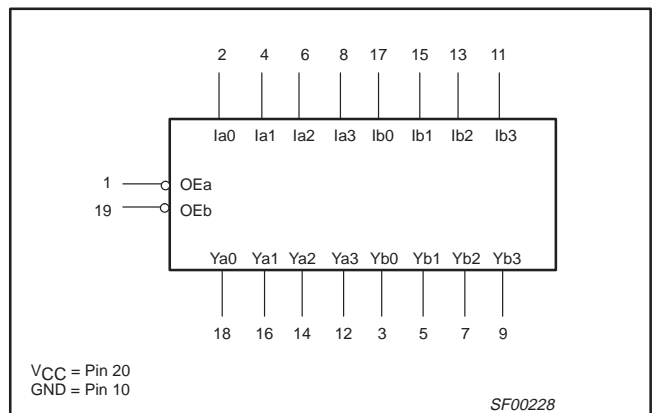 2 4 6 8 17 15 13 11
Ia0 Ia1 Ia2 Ia3 Ib0 Ib1 Ib2 Ib3
1 OEa
19 OEb
Ya0 Ya1 Ya2 Ya3 Yb0 Yb1 Yb2 Yb3
18 16 14 12 3 5 7 9
VCC = Pin 20
GND = Pin 10
SF00228